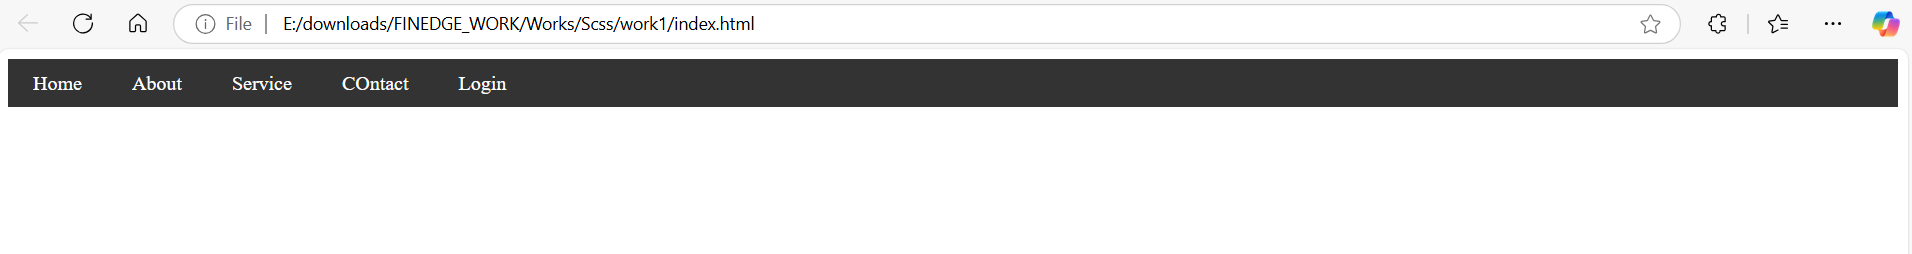 File E:/downloads/FINEDGE_WORK/Works/Scss/work1/index.html
Home About Service COntact Login